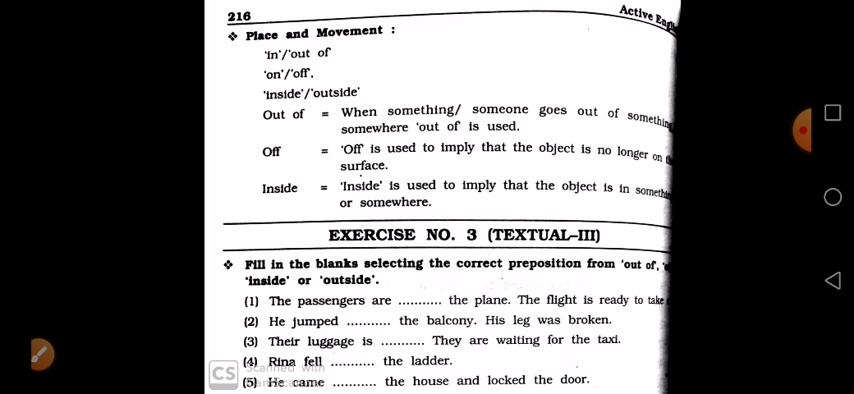 216
Active
❖ Place and Movement :
'in'/'out of
'on'/'off'.
'inside'/'outside'
Out of = When something/ someone goes out of
somewhere 'out of is used.
Off = 'Off is used to imply that the object is no longer on
surface.
Inside = 'Inside' is used to imply that the object is in
or somewhere.
EXERCISE NO. 3 (TEXTUAL–III)
❖ Fill in the blanks selecting the correct preposition from 'out of,
'inside' or 'outside'.
(1) The passengers are ........... the plane. The flight is ready to take
(2) He jumped ........... the balcony. His leg was broken.
(3) Their luggage is ........... They are waiting for the taxi.
(4) Rina fell ........... the ladder.
CS Scanned with
(5) He came ........... the house and locked the door.